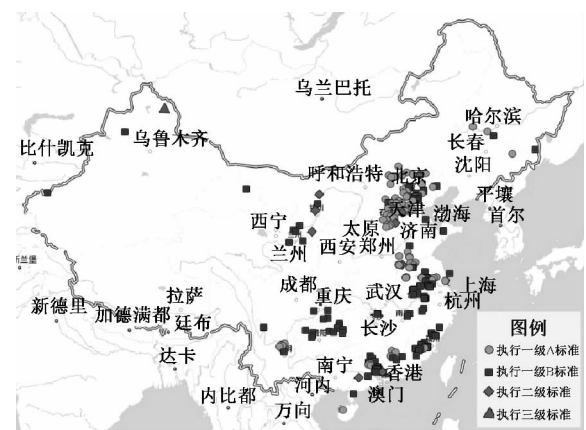 乌兰巴托
哈尔滨
比什凯克
乌鲁木齐
长春
沈阳
呼和浩特
北京
平壤
天津
渤海
首尔
西宁
太原
济南
兰州
西安郑州
成都
上海
重庆
武汉
杭州
新德里
拉萨
加德满都
廷布
长沙
达卡
南宁
香港
河内
澳门
内比都
万向
图例
执行一级A标准
执行一级B标准
执行二级标准
执行三级标准